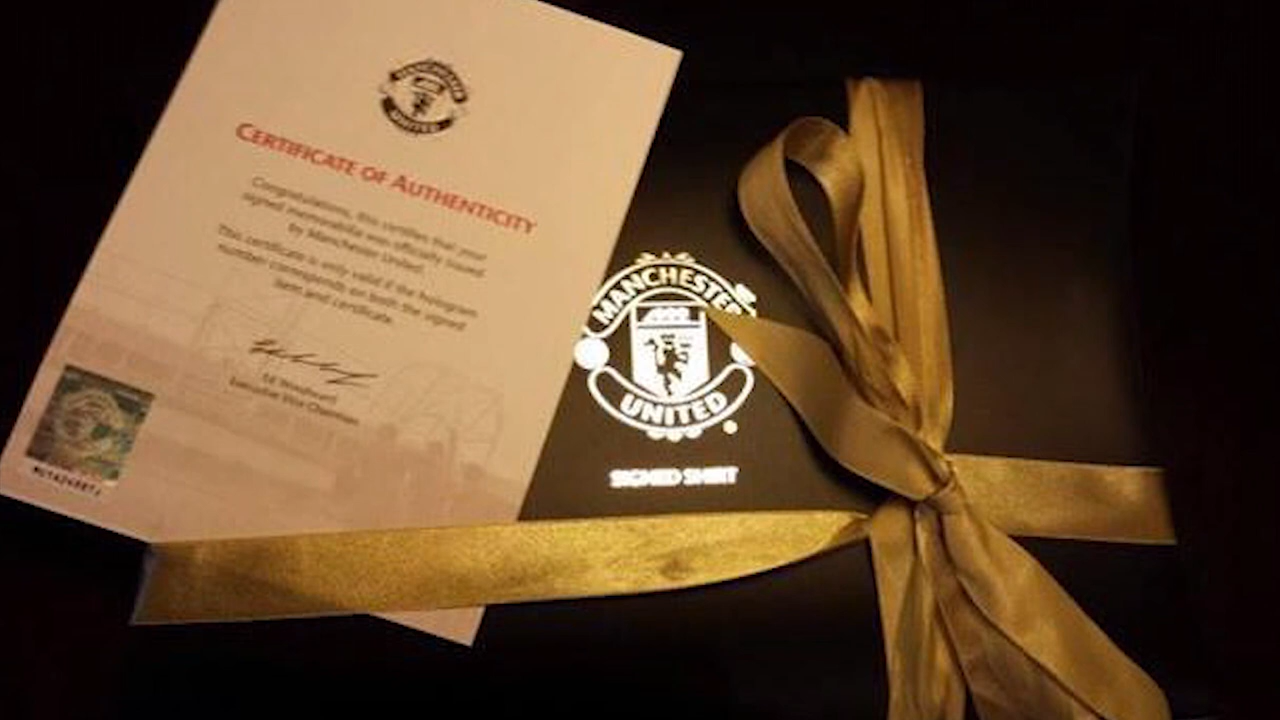 MANCHESTER
UNITED
CERTIFICATE OF AUTHENTICITY
Congratulations, this certifies that your
signed memorabilia was officially issued
by Manchester United.
This certificate is only valid if the hologram
number corresponds on both the signed
item and certificate.
Ed Woodward
Executive Vice Chairman
MANCHESTER
UNITED
SIGNED SHIRT